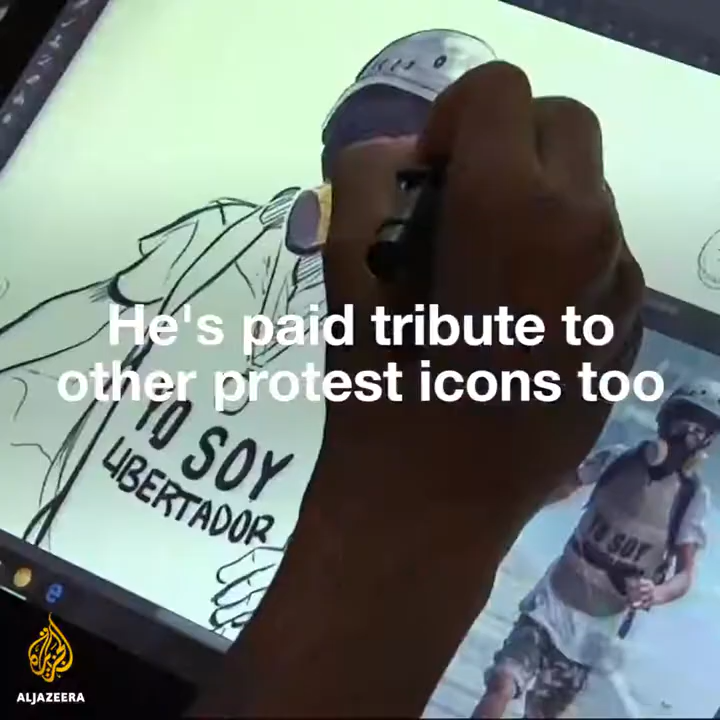 He's paid tribute to
other protest icons too
YO SOY
LIBERTADOR
YO SOY
ALJAZEERA